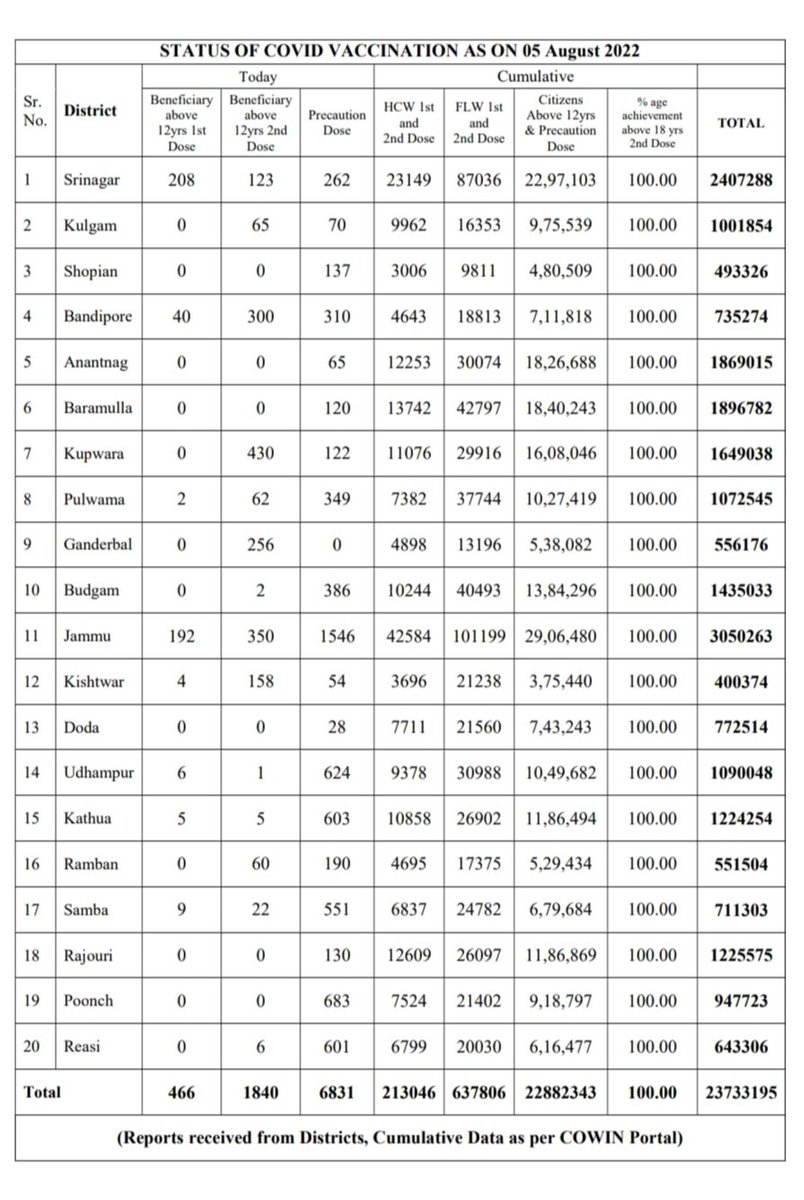 STATUS OF COVID VACCINATION AS ON 05 August 2022
Today Cumulative
Sr. No. District Beneficiary above 12yrs 1st Dose Beneficiary above 12yrs 2nd Dose Precaution Dose HCW 1st and 2nd Dose FLW 1st and 2nd Dose Citizens Above 12yrs & Precaution Dose % age achievement above 18 yrs 2nd Dose TOTAL
1 Srinagar 208 123 262 23149 87036 22,97,103 100.00 2407288
2 Kulgam 0 65 70 9962 16353 9,75,539 100.00 1001854
3 Shopian 0 0 137 3006 9811 4,80,509 100.00 493326
4 Bandipore 40 300 310 4643 18813 7,11,818 100.00 735274
5 Anantnag 0 0 65 12253 30074 18,26,688 100.00 1869015
6 Baramulla 0 0 120 13742 42797 18,40,243 100.00 1896782
7 Kupwara 0 430 122 11076 29916 16,08,046 100.00 1649038
8 Pulwama 2 62 349 7382 37744 10,27,419 100.00 1072545
9 Ganderbal 0 256 0 4898 13196 5,38,082 100.00 556176
10 Budgam 0 2 386 10244 40493 13,84,296 100.00 1435033
11 Jammu 192 350 1546 42584 101199 29,06,480 100.00 3050263
12 Kishtwar 4 158 54 3696 21238 3,75,440 100.00 400374
13 Doda 0 0 28 7711 21560 7,43,243 100.00 772514
14 Udhampur 6 1 624 9378 30988 10,49,682 100.00 1090048
15 Kathua 5 5 603 10858 26902 11,86,494 100.00 1224254
16 Ramban 0 60 190 4695 17375 5,29,434 100.00 551504
17 Samba 9 22 551 6837 24782 6,79,684 100.00 711303
18 Rajouri 0 0 130 12609 26097 11,86,869 100.00 1225575
19 Poonch 0 0 683 7524 21402 9,18,797 100.00 947723
20 Reasi 0 6 601 6799 20030 6,16,477 100.00 643306
Total 466 1840 6831 213046 637806 22882343 100.00 23733195
(Reports received from Districts, Cumulative Data as per COWIN Portal)